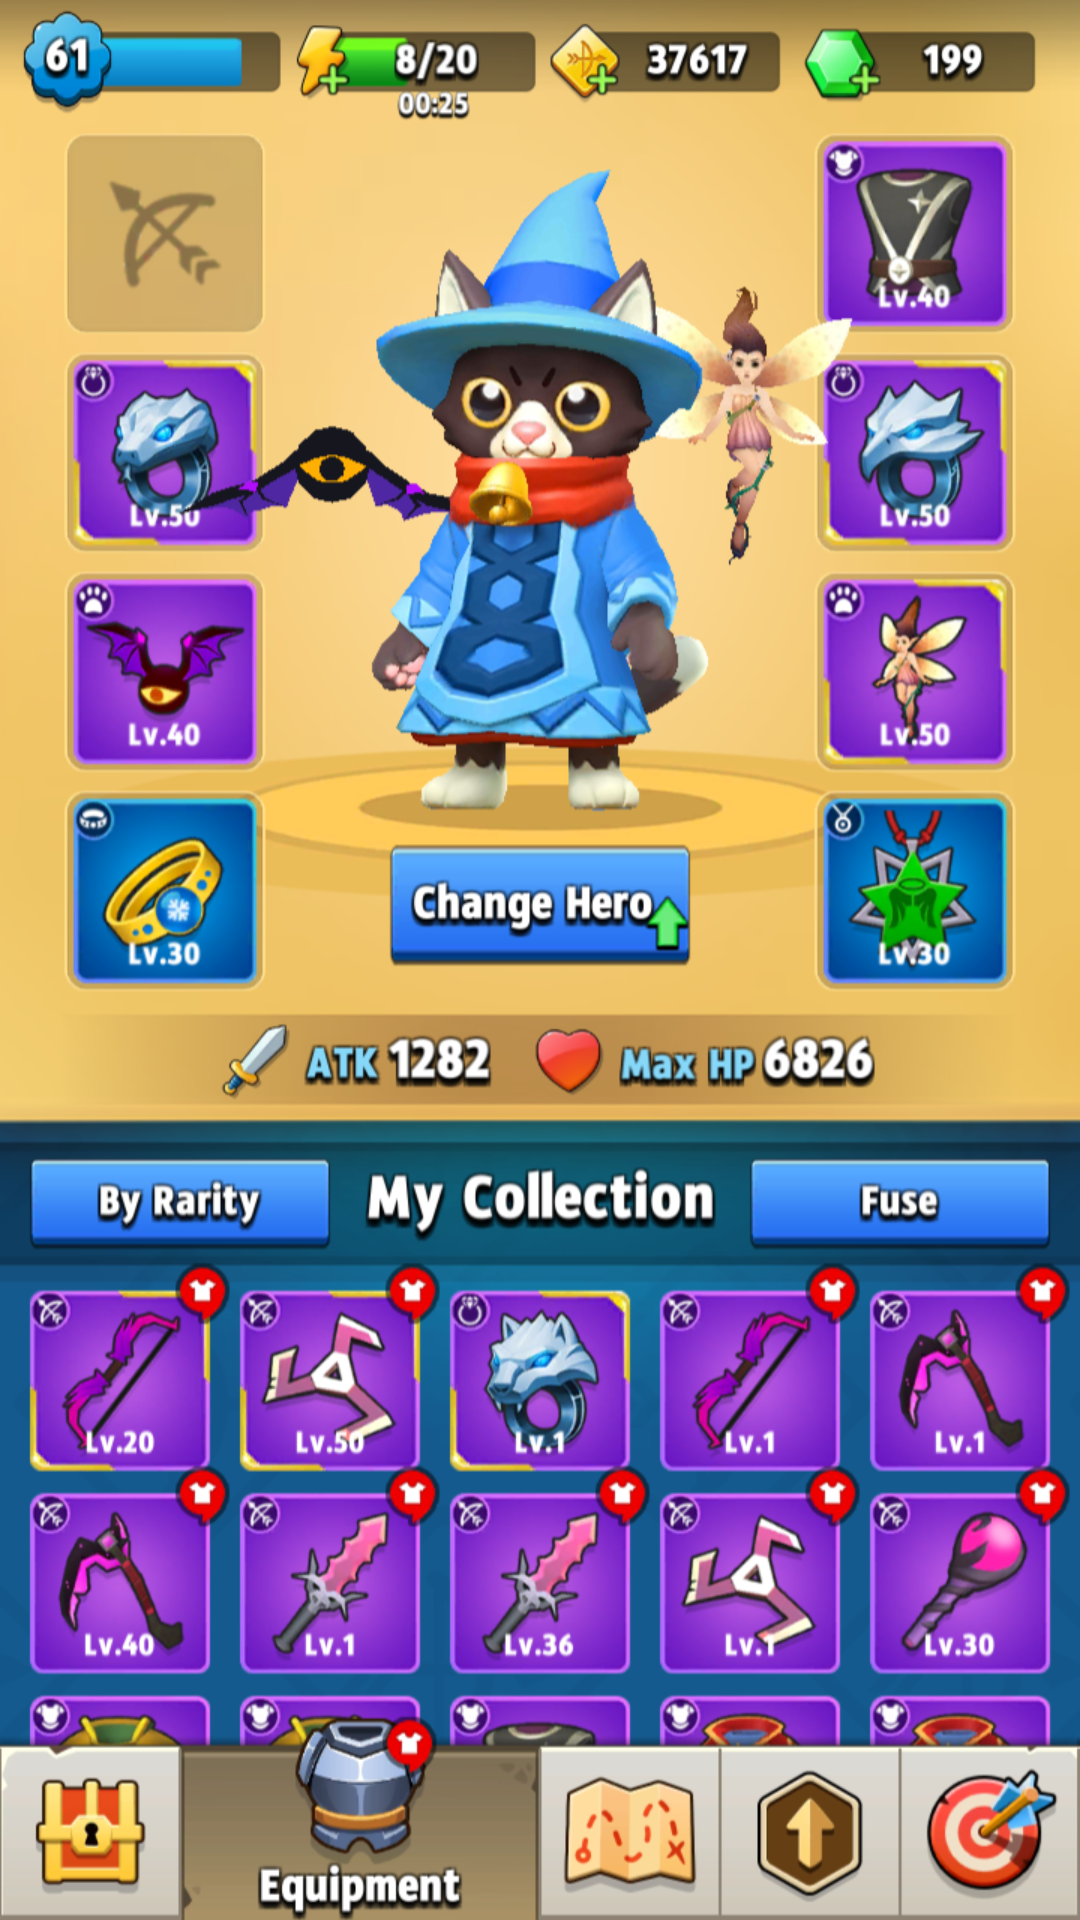 61
8/20
37617
199
00:25
Lv.40
Lv.50
Lv.50
Lv.40
Lv.50
Lv.30
Lv.30
Change Hero
ATK 1282
Max HP 6826
By Rarity
My Collection
Fuse
Lv.20
Lv.50
Lv.1
Lv.1
Lv.1
Lv.40
Lv.1
Lv.36
Lv.1
Lv.30
Equipment